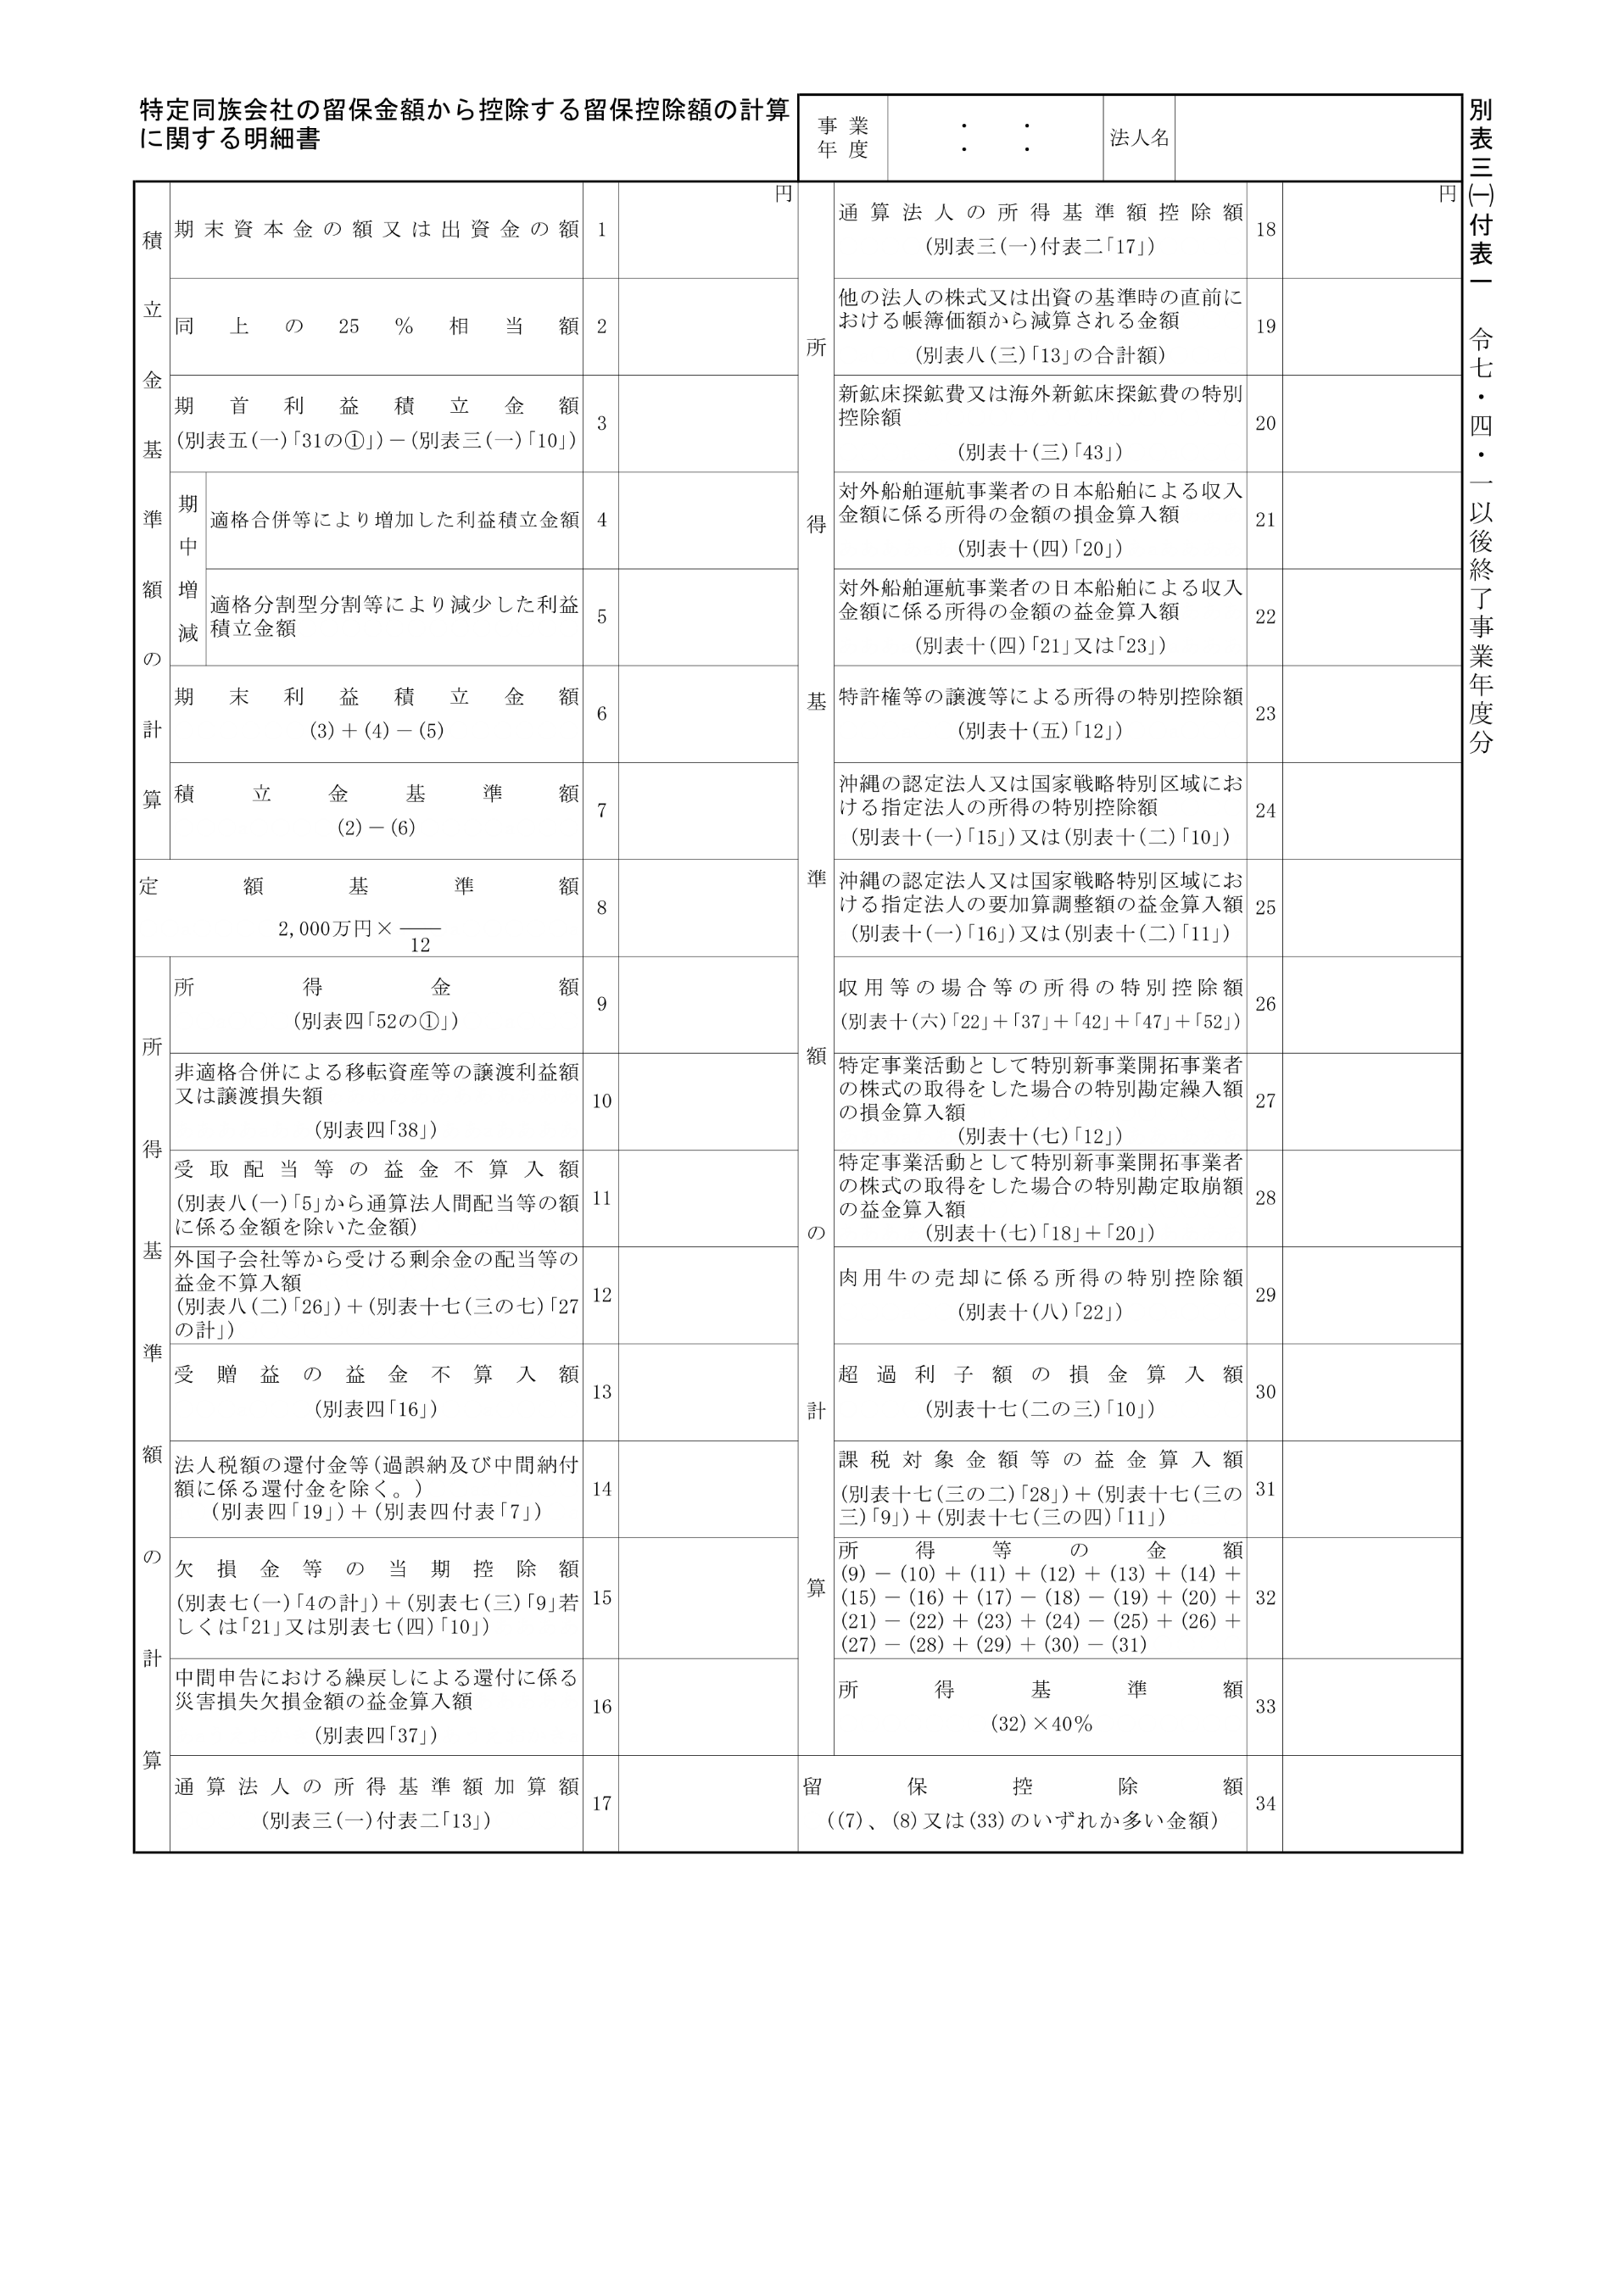 特定同族会社の留保金額から控除する留保控除額の計算
に関する明細書
事業
年度
・　・
・　・
法人名
別表三㈠付表一　令七・四・一以後終了事業年度分
積立金基準額の計算
円
期末資本金の額又は出資金の額 1
同上の25％相当額 2
期首利益積立金額
(別表五(一)「31の①」)－(別表三(一)「10」)
3
期中増減
適格合併等により増加した利益積立金額 4
適格分割型分割等により減少した利益
積立金額
5
期末利益積立金額
(3)＋(4)－(5)
6
積立金基準額
(2)－(6)
7
定額基準額
2,000万円×――
12
8
所得基準額の計算
所得金額
(別表四「52の①」)
9
非適格合併による移転資産等の譲渡利益額
又は譲渡損失額
(別表四「38」)
10
受取配当等の益金不算入額
(別表八(一)「5」から通算法人間配当等の額
に係る金額を除いた金額)
11
外国子会社等から受ける剰余金の配当等の
益金不算入額
(別表八(二)「26」)＋(別表十七(三の七)「27
の計」)
12
受贈益の益金不算入額
(別表四「16」)
13
法人税額の還付金等(過誤納及び中間納付
額に係る還付金を除く。)
(別表四「19」)＋(別表四付表「7」)
14
欠損金等の当期控除額
(別表七(一)「4の計」)＋(別表七(三)「9」若
しくは「21」又は別表七(四)「10」)
15
中間申告における繰戻しによる還付に係る
災害損失欠損金額の益金算入額
(別表四「37」)
16
通算法人の所得基準額加算額
(別表三(一)付表二「13」)
17
所得基準額の計算
円
通算法人の所得基準額控除額
(別表三(一)付表二「17」)
18
他の法人の株式又は出資の基準時の直前に
おける帳簿価額から減算される金額
(別表八(三)「13」の合計額)
19
新鉱床探鉱費又は海外新鉱床探鉱費の特別
控除額
(別表十(三)「43」)
20
対外船舶運航事業者の日本船舶による収入
金額に係る所得の金額の損金算入額
(別表十(四)「20」)
21
対外船舶運航事業者の日本船舶による収入
金額に係る所得の金額の益金算入額
(別表十(四)「21」又は「23」)
22
特許権等の譲渡等による所得の特別控除額
(別表十(五)「12」)
23
沖縄の認定法人又は国家戦略特別区域にお
ける指定法人の所得の特別控除額
(別表十(一)「15」)又は(別表十(二)「10」)
24
沖縄の認定法人又は国家戦略特別区域にお
ける指定法人の要加算調整額の益金算入額
(別表十(一)「16」)又は(別表十(二)「11」)
25
収用等の場合等の所得の特別控除額
(別表十(六)「22」＋「37」＋「42」＋「47」＋「52」)
26
特定事業活動として特別新事業開拓事業者
の株式の取得をした場合の特別勘定繰入額
の損金算入額
(別表十(七)「12」)
27
特定事業活動として特別新事業開拓事業者
の株式の取得をした場合の特別勘定取崩額
の益金算入額
(別表十(七)「18」＋「20」)
28
肉用牛の売却に係る所得の特別控除額
(別表十(八)「22」)
29
超過利子額の損金算入額
(別表十七(二の三)「10」)
30
課税対象金額等の益金算入額
(別表十七(三の二)「28」)＋(別表十七(三の
三)「9」)＋(別表十七(三の四)「11」)
31
所得等の金額
(9)－(10)＋(11)＋(12)＋(13)＋(14)＋
(15)－(16)＋(17)－(18)－(19)＋(20)＋
(21)－(22)＋(23)＋(24)－(25)＋(26)＋
(27)－(28)＋(29)＋(30)－(31)
32
所得基準額
(32)×40％
33
留保控除額
((7)、(8)又は(33)のいずれか多い金額)
34